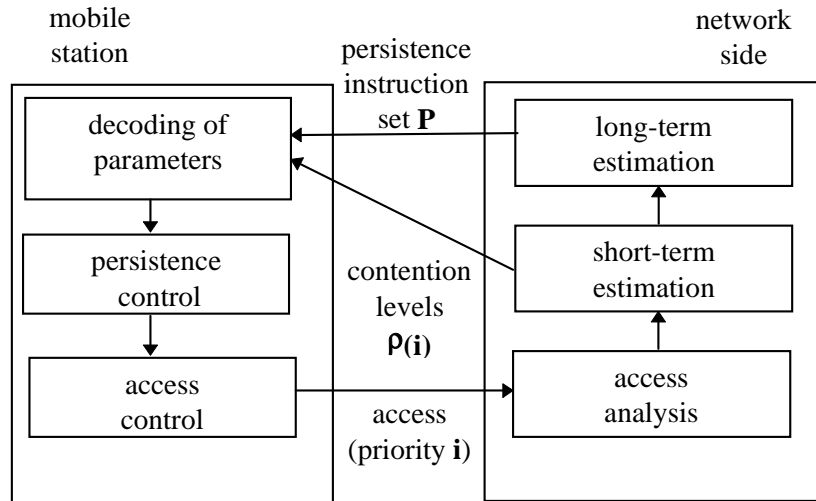 mobile
station
network
side
persistence
instruction
set P
decoding of
parameters
long-term
estimation
persistence
control
short-term
estimation
contention
levels
ρ(i)
access
control
access
analysis
access
(priority i)